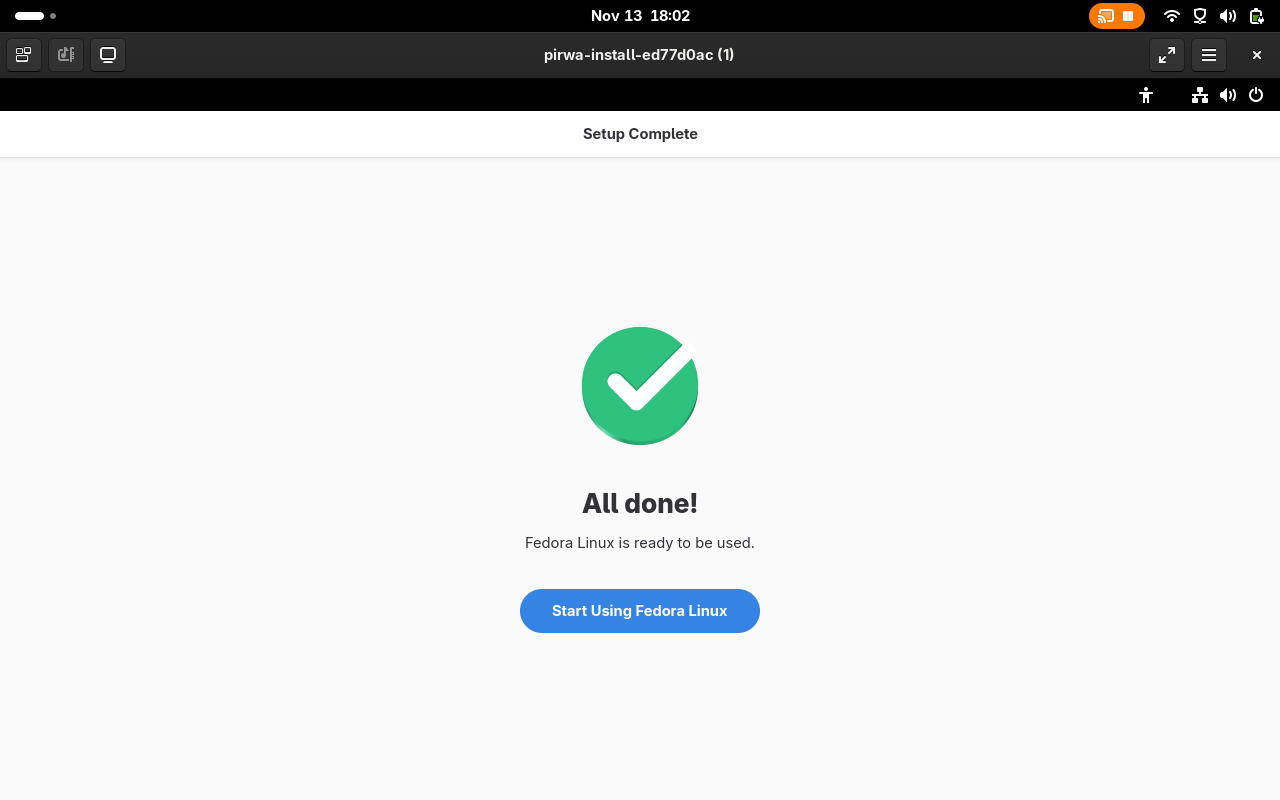 Nov 13 18:02
pirwa-install-ed77d0ac (1)
Setup Complete
All done!
Fedora Linux is ready to be used.
Start Using Fedora Linux